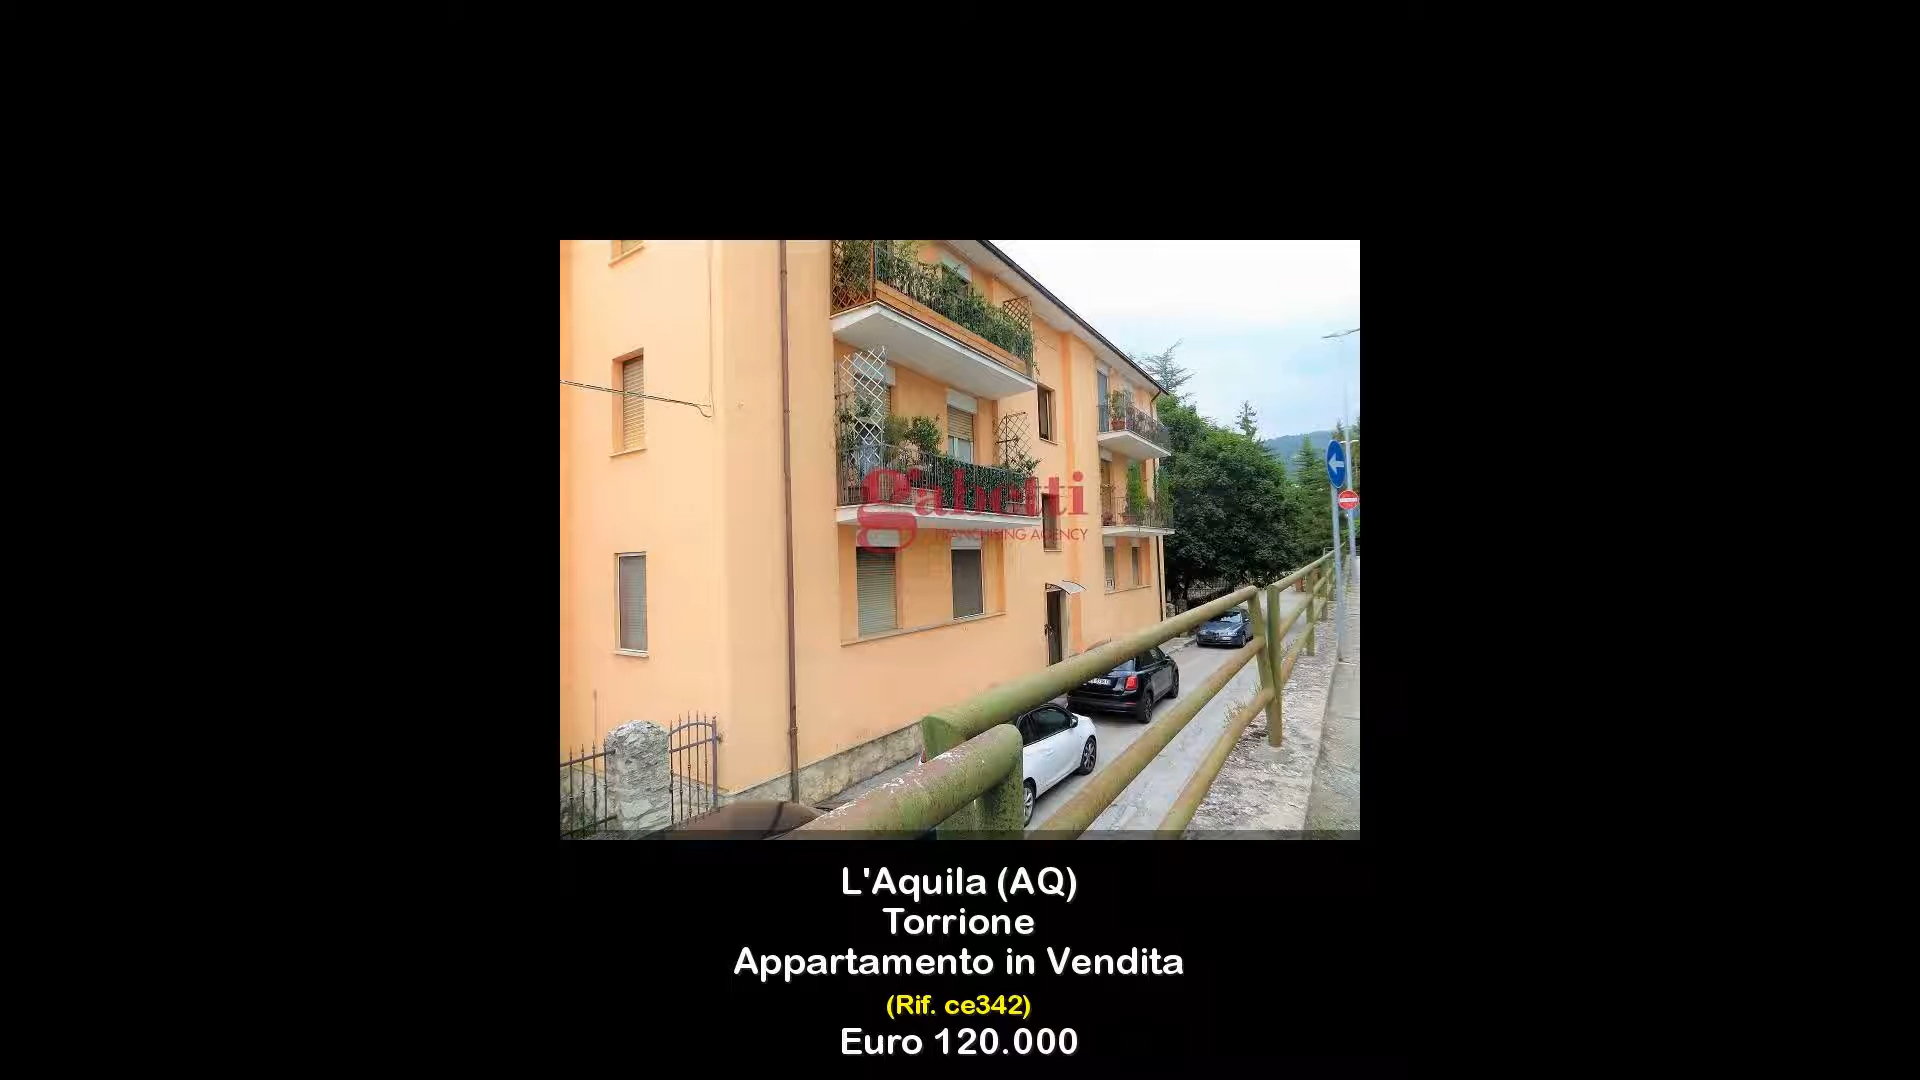 gabetti
FRANCHISING AGENCY
L'Aquila (AQ)
Torrione
Appartamento in Vendita
(Rif. ce342)
Euro 120.000